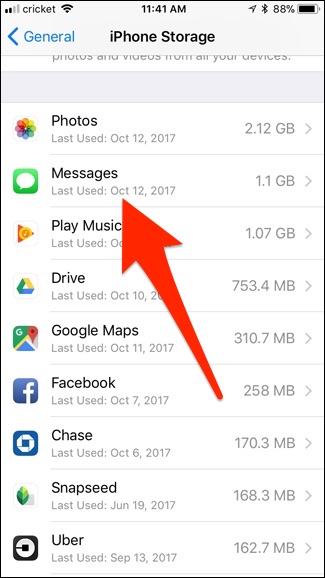 cricket 11:41 AM 88%
General iPhone Storage
photos and videos from all your devices.
Photos
Last Used: Oct 12, 2017
2.12 GB
Messages
Last Used: Oct 12, 2017
1.1 GB
Play Music
Last Used:
1.07 GB
Drive
Last Used: Oct 10,
753.4 MB
Google Maps
Last Used: Oct 11, 2017
310.7 MB
Facebook
Last Used: Oct 7, 2017
258 MB
Chase
Last Used: Oct 6, 2017
170.3 MB
Snapseed
Last Used: Jun 19, 2017
168.3 MB
Uber
Last Used: Sep 13, 2017
162.7 MB